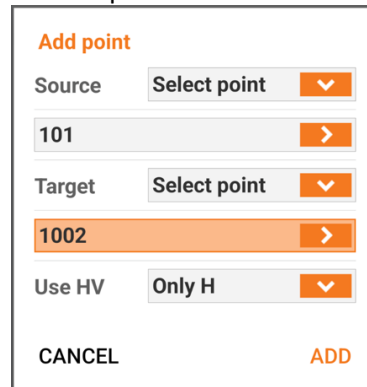 Add point
Source Select point
101
Target Select point
1002
Use HV Only H
CANCEL ADD